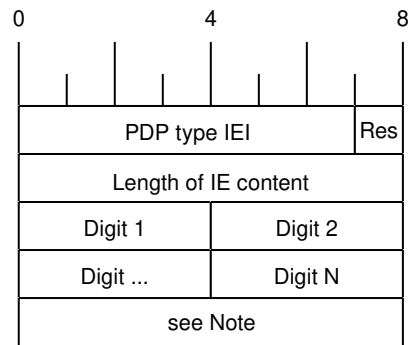 0 4 8
PDP type IEI Res
Length of IE content
Digit 1 Digit 2
Digit ... Digit N
see Note